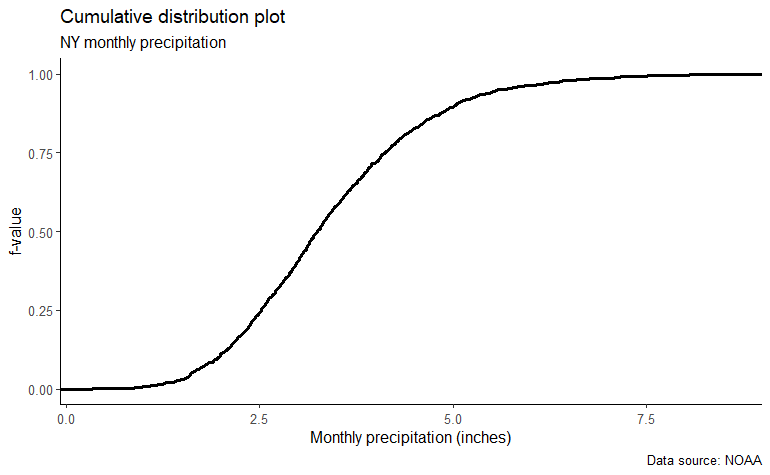 Cumulative distribution plot
NY monthly precipitation
1.00
0.75
0.50
0.25
0.00
f-value
0.0 2.5 5.0 7.5
Monthly precipitation (inches)
Data source: NOAA